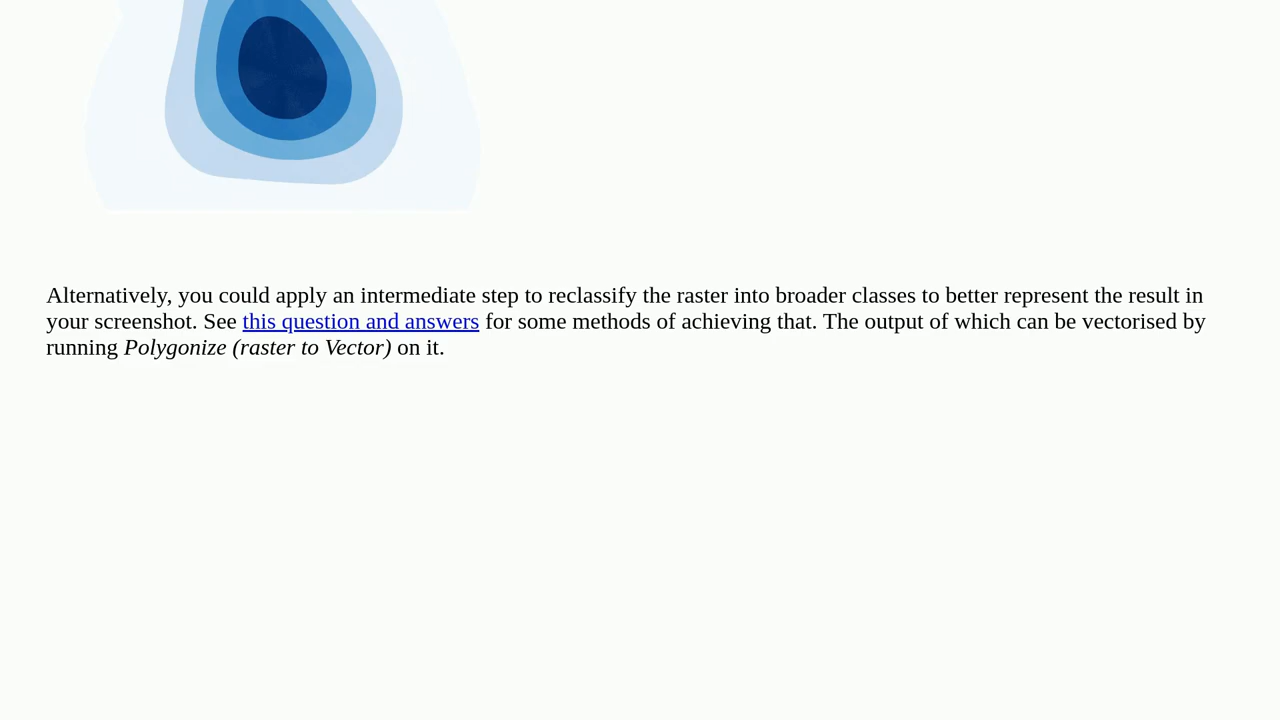 Alternatively, you could apply an intermediate step to reclassify the raster into broader classes to better represent the result in
your screenshot. See this question and answers for some methods of achieving that. The output of which can be vectorised by
running Polygonize (raster to Vector) on it.